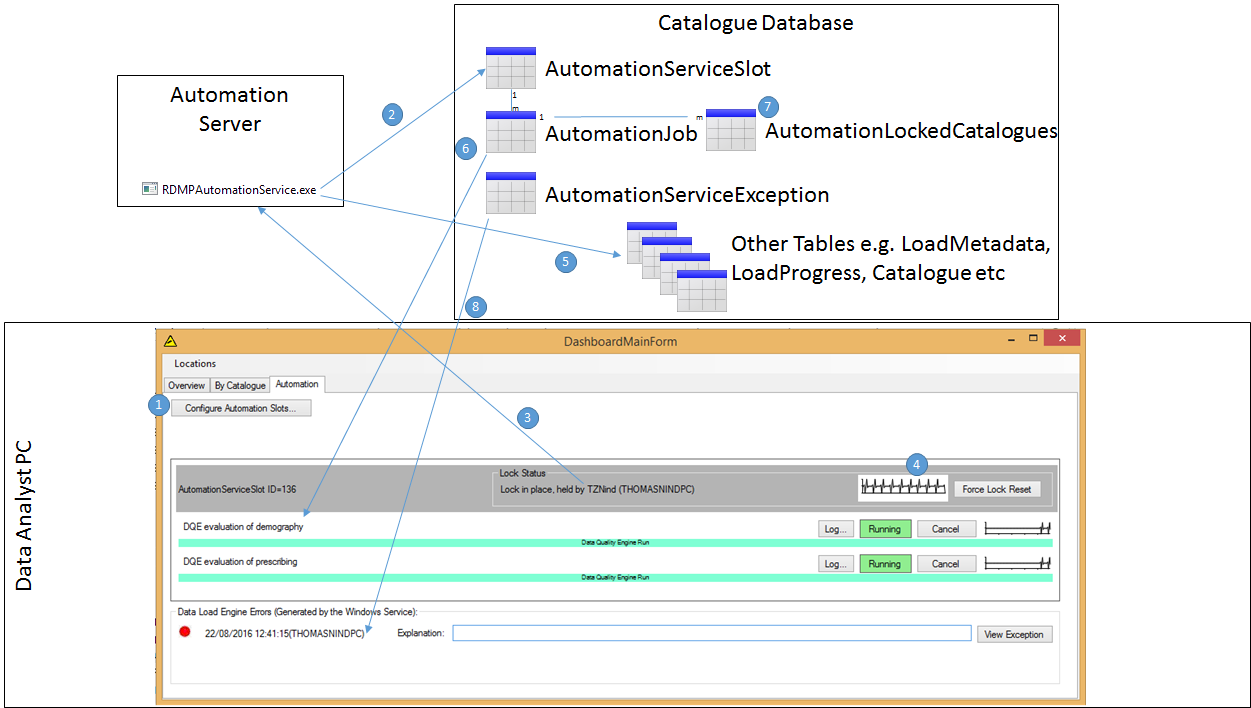 Catalogue Database
AutomationServiceSlot
1
m
AutomationJob
1
m
7
AutomationLockedCatalogues
AutomationServiceException
Other Tables e.g. LoadMetadata,
LoadProgress, Catalogue etc
Automation
Server
RDMPAutomationService.exe
2
6
5
8
3
Data Analyst PC
DashboardMainForm
Locations
Overview
By Catalogue
Automation
1
Configure Automation Slots...
4
AutomationServiceSlot ID=136
Lock Status
Lock in place, held by TZNind (THOMASNINDPC)
Force Lock Reset
DQE evaluation of demography
Log...
Running
Cancel
Data Quality Engine Run
DQE evaluation of prescribing
Log...
Running
Cancel
Data Quality Engine Run
Data Load Engine Errors (Generated by the Windows Service):
22/08/2016 12:41:15(THOMASNINDPC)
Explanation:
View Exception